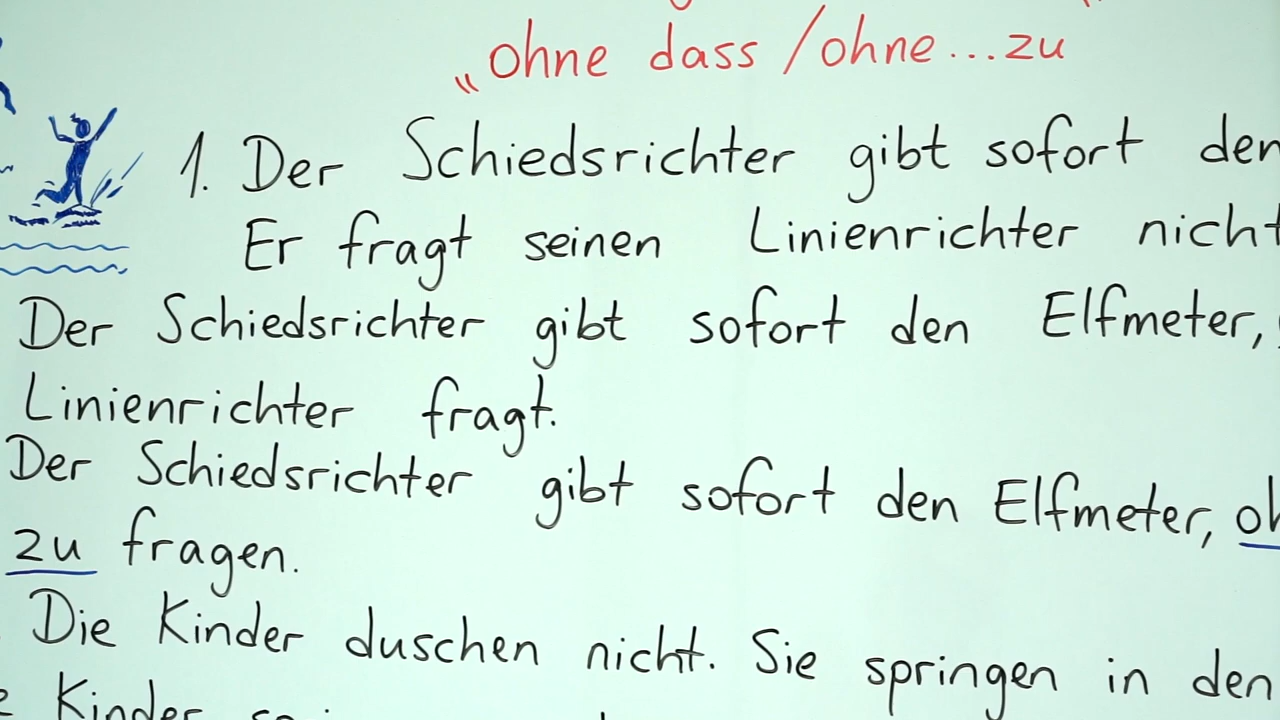 „ohne dass /ohne...zu
1. Der Schiedsrichter gibt sofort den
Er fragt seinen Linienrichter nicht
Der Schiedsrichter gibt sofort den Elfmeter,
Linienrichter fragt.
Der Schiedsrichter gibt sofort den Elfmeter, oh
zu fragen.
Die Kinder duschen nicht. Sie springen in den
Kinder